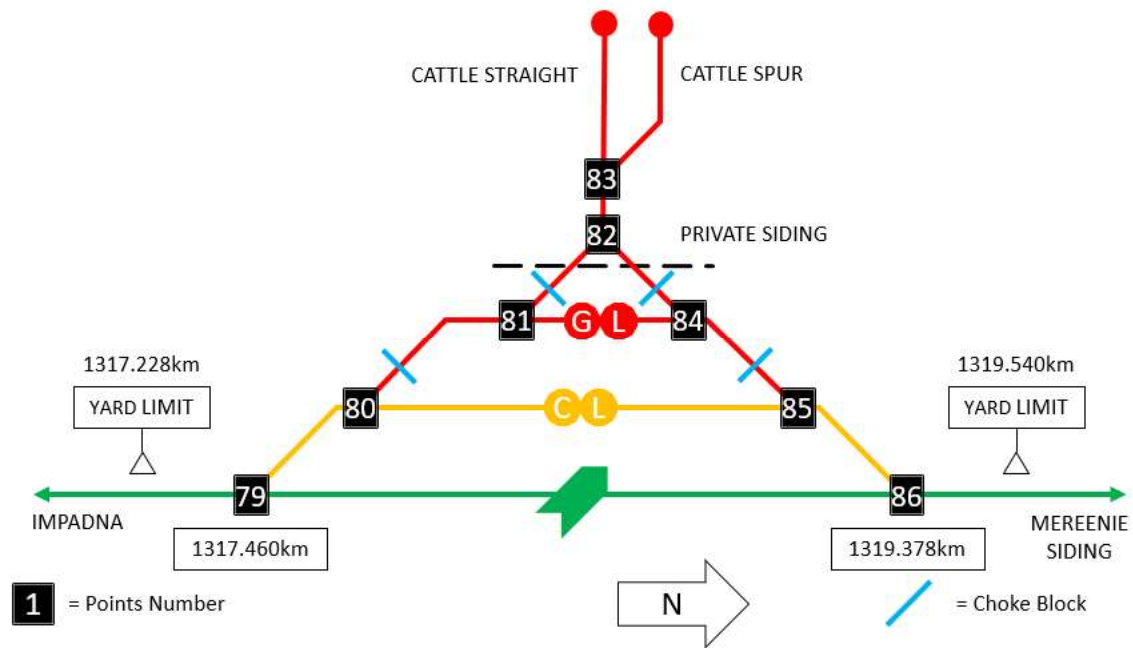 CATTLE STRAIGHT
CATTLE SPUR
83
82
PRIVATE SIDING
81
G L
84
1317.228km
YARD LIMIT
1319.540km
YARD LIMIT
80
C L
85
79
86
IMPADNA
MEREENIE
SIDING
1317.460km
1319.378km
1 = Points Number
N
= Choke Block